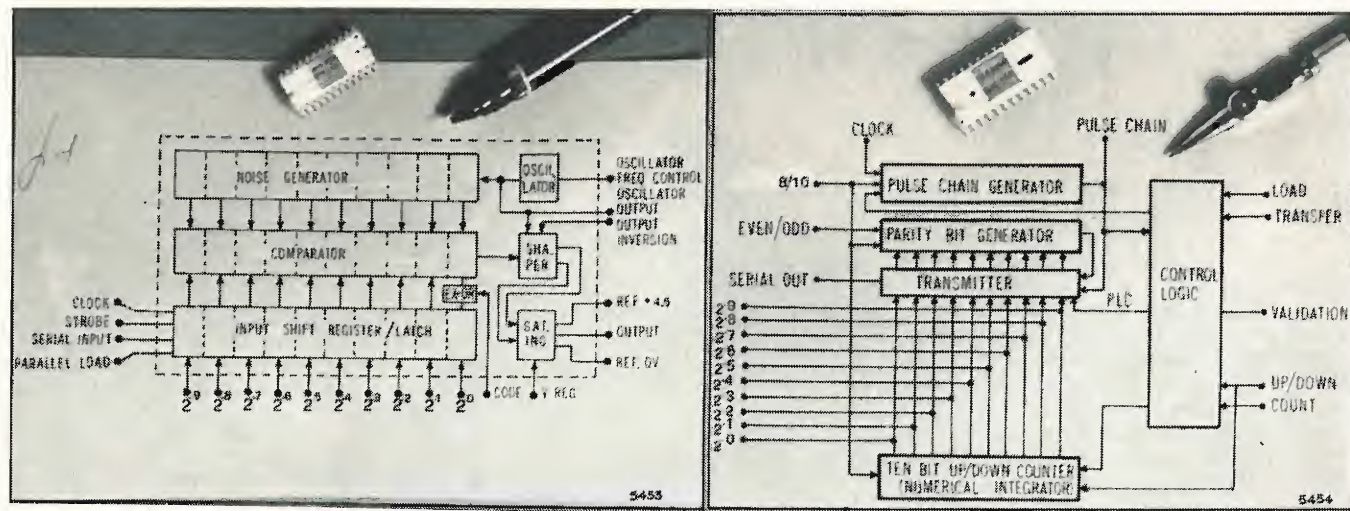 NOISE GENERATOR
OSCIL
LATOR
OSCILLATOR
FREQ CONTROL
OSCILLATOR
OUTPUT
OUTPUT
INVERSION
COMPARATOR
SHA
PER
EX-OR
CLOCK
STROBE
SERIAL INPUT
PARALLEL LOAD
INPUT SHIFT REGISTER/LATCH
SAT.
ING
REF + 4.5
OUTPUT
REF. 0V
2⁹ 2⁸ 2⁷ 2⁶ 2⁵ 2⁴ 2³ 2² 2¹ 2⁰ CODE V REG
5453
CLOCK
PULSE CHAIN
8/10
PULSE CHAIN GENERATOR
LOAD
TRANSFER
EVEN/ODD
PARITY BIT GENERATOR
SERIAL OUT
TRANSMITTER
CONTROL
LOGIC
PLC
VALIDATION
2⁹
2⁸
2⁷
2⁶
2⁵
2⁴
2³
2²
2¹
2⁰
UP/DOWN
COUNT
TEN BIT UP/DOWN COUNTER
(NUMERICAL INTEGRATOR)
5454